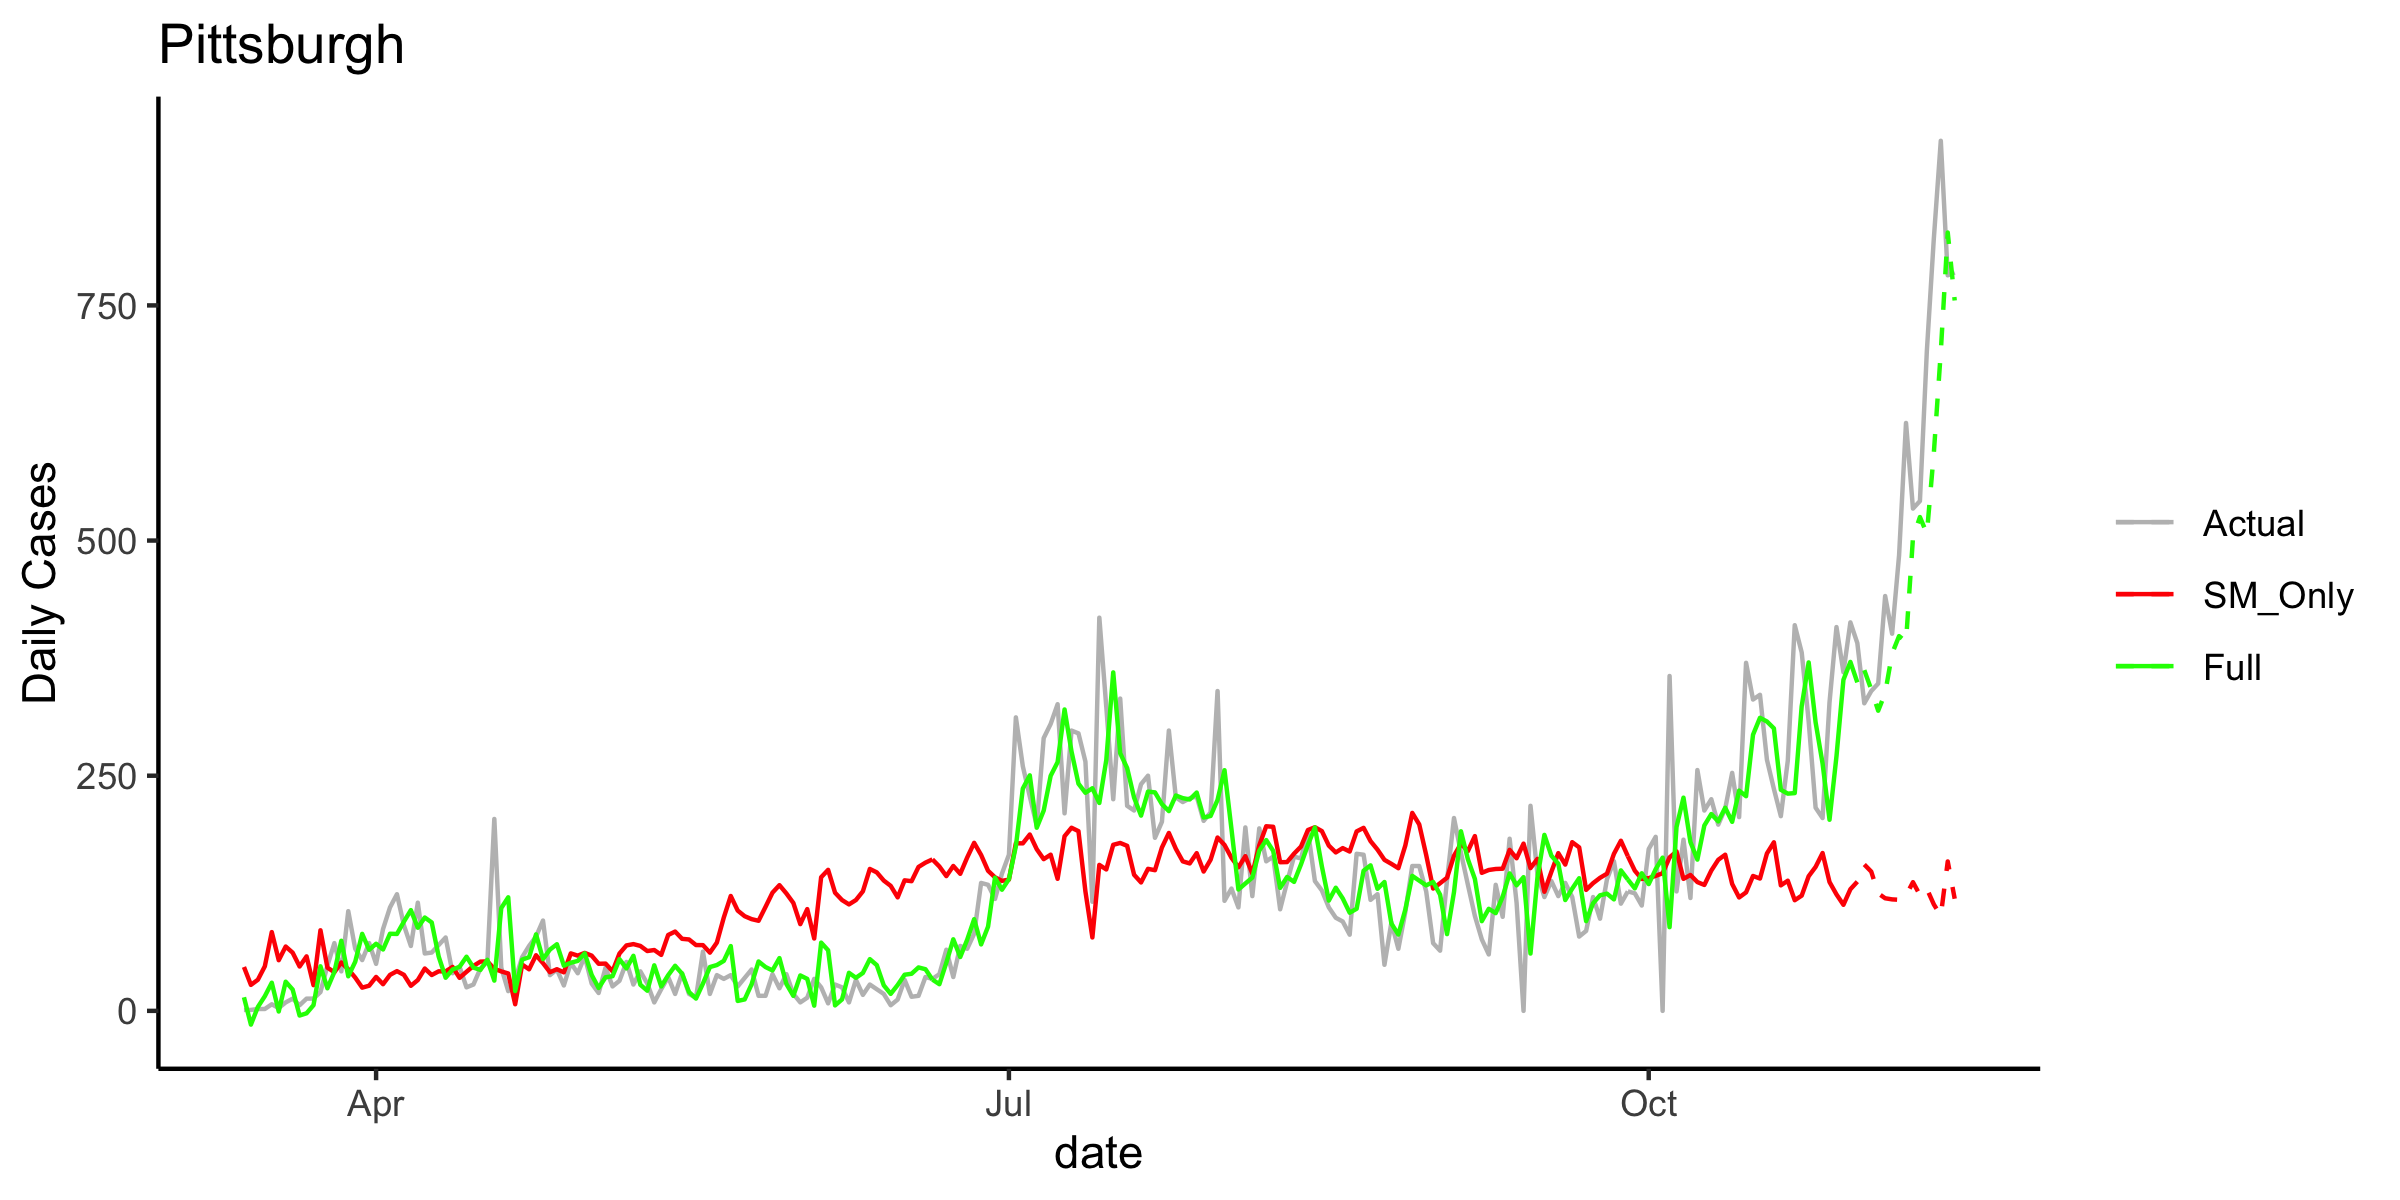 Pittsburgh
Daily Cases
750
500
250
0
Apr
Jul
Oct
date
Actual
SM_Only
Full